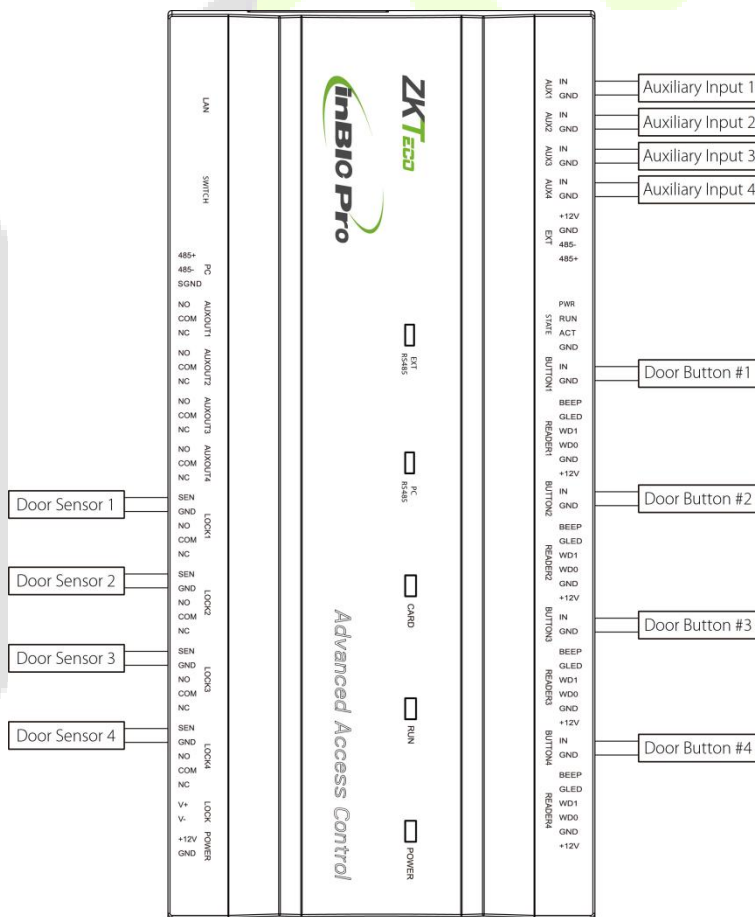 Door Sensor 1
Door Sensor 2
Door Sensor 3
Door Sensor 4
LAN
SWITCH
485+
485-
SGND
PC
NO
COM
NC
AUXOUT1
NO
COM
NC
AUXOUT2
NO
COM
NC
AUXOUT3
NO
COM
NC
AUXOUT4
SEN
GND
NO
COM
NC
LOCK1
SEN
GND
NO
COM
NC
LOCK2
SEN
GND
NO
COM
NC
LOCK3
SEN
GND
NO
COM
NC
LOCK4
V+
V-
LOCK
+12V
GND
POWER
ZKTECO
inBIO Pro
EXT
RS485
PC
RS485
CARD
RUN
POWER
Advanced Access Control
AUX1
IN
GND
AUX2
IN
GND
AUX3
IN
GND
AUX4
IN
GND
EXT
+12V
GND
485-
485+
STATE
PWR
RUN
ACT
GND
BUTTON1
IN
GND
READER1
BEEP
GLED
WD1
WD0
GND
+12V
BUTTON2
IN
GND
READER2
BEEP
GLED
WD1
WD0
GND
+12V
BUTTON3
IN
GND
READER3
BEEP
GLED
WD1
WD0
GND
+12V
BUTTON4
IN
GND
READER4
BEEP
GLED
WD1
WD0
GND
+12V
Auxiliary Input 1
Auxiliary Input 2
Auxiliary Input 3
Auxiliary Input 4
Door Button #1
Door Button #2
Door Button #3
Door Button #4